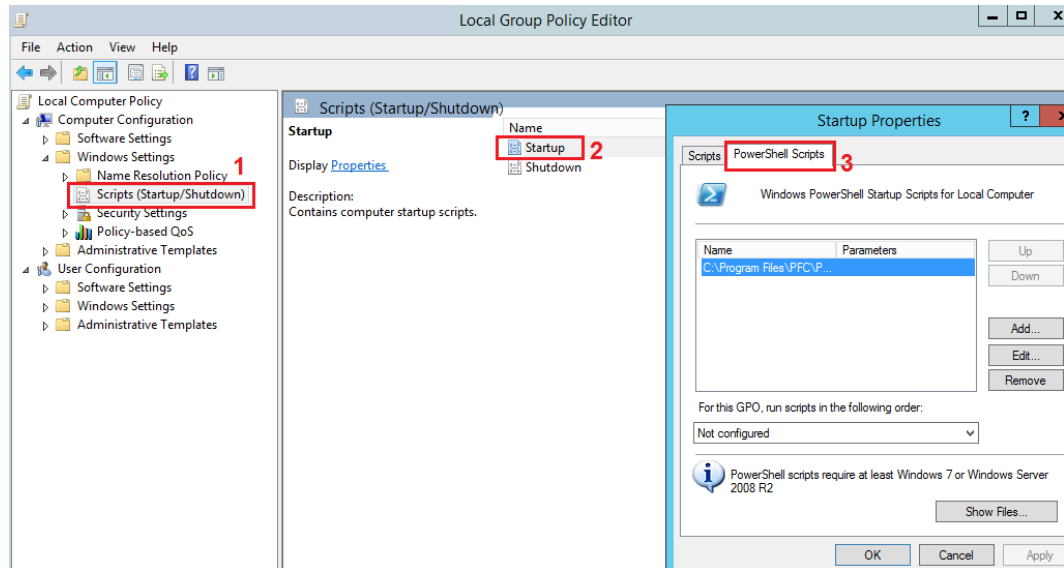 Local Group Policy Editor
File Action View Help
Local Computer Policy
Computer Configuration
Software Settings
Windows Settings
Name Resolution Policy
1
Scripts (Startup/Shutdown)
Security Settings
Policy-based QoS
Administrative Templates
User Configuration
Software Settings
Windows Settings
Administrative Templates
Scripts (Startup/Shutdown)
Startup
Display Properties
Description:
Contains computer startup scripts.
Name
Startup 2
Shutdown
Startup Properties
Scripts PowerShell Scripts 3
Windows PowerShell Startup Scripts for Local Computer
Name Parameters
C:\Program Files\PFC\P...
Up
Down
Add...
Edit...
Remove
For this GPO, run scripts in the following order:
Not configured
PowerShell scripts require at least Windows 7 or Windows Server
2008 R2
Show Files...
OK Cancel Apply